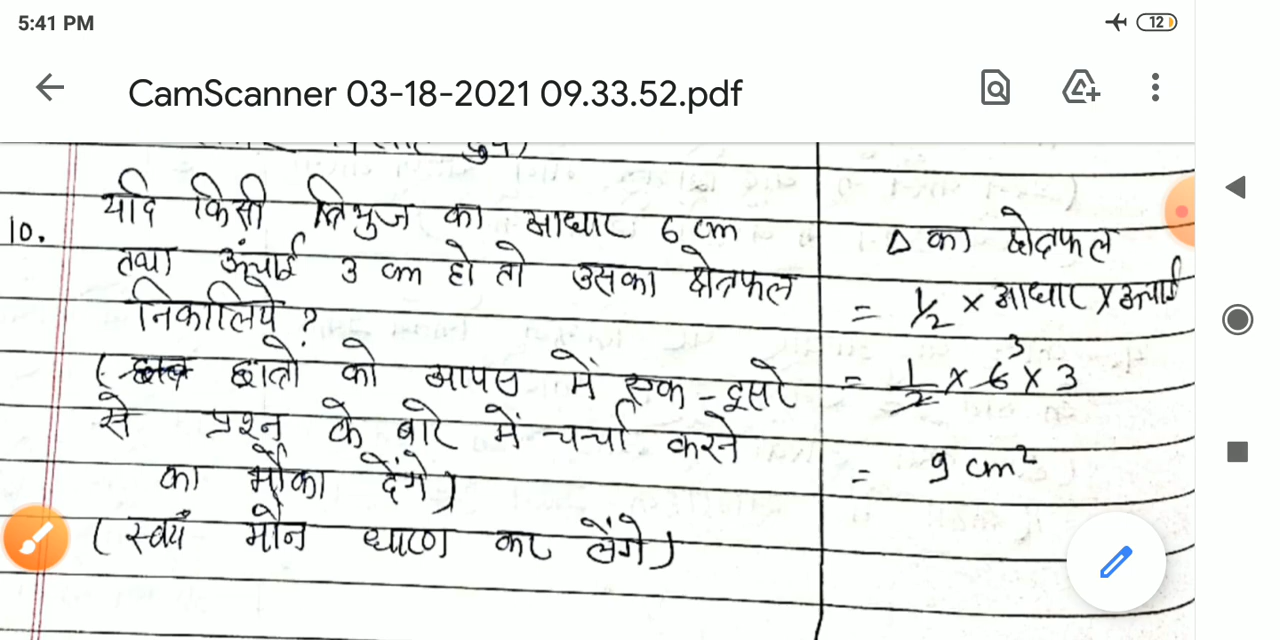 5:41 PM
12
CamScanner 03-18-2021 09.33.52.pdf
10. यदि किसी त्रिभुज का आधार 6 cm
तथा ऊंचाई 3 cm हो तो उसका क्षेत्रफल
निकालिये ?
( छात्रो को आपस में एक-दूसरे
से प्रश्न के बारे में चर्चा करने
का मौका देंगे)
(स्वयं मौन धारण कर लेंगे)
Δ का क्षेत्रफल
= 1/2 × आधार × ऊंचाई
3
= 1/2 × 6 × 3
= 9 cm²